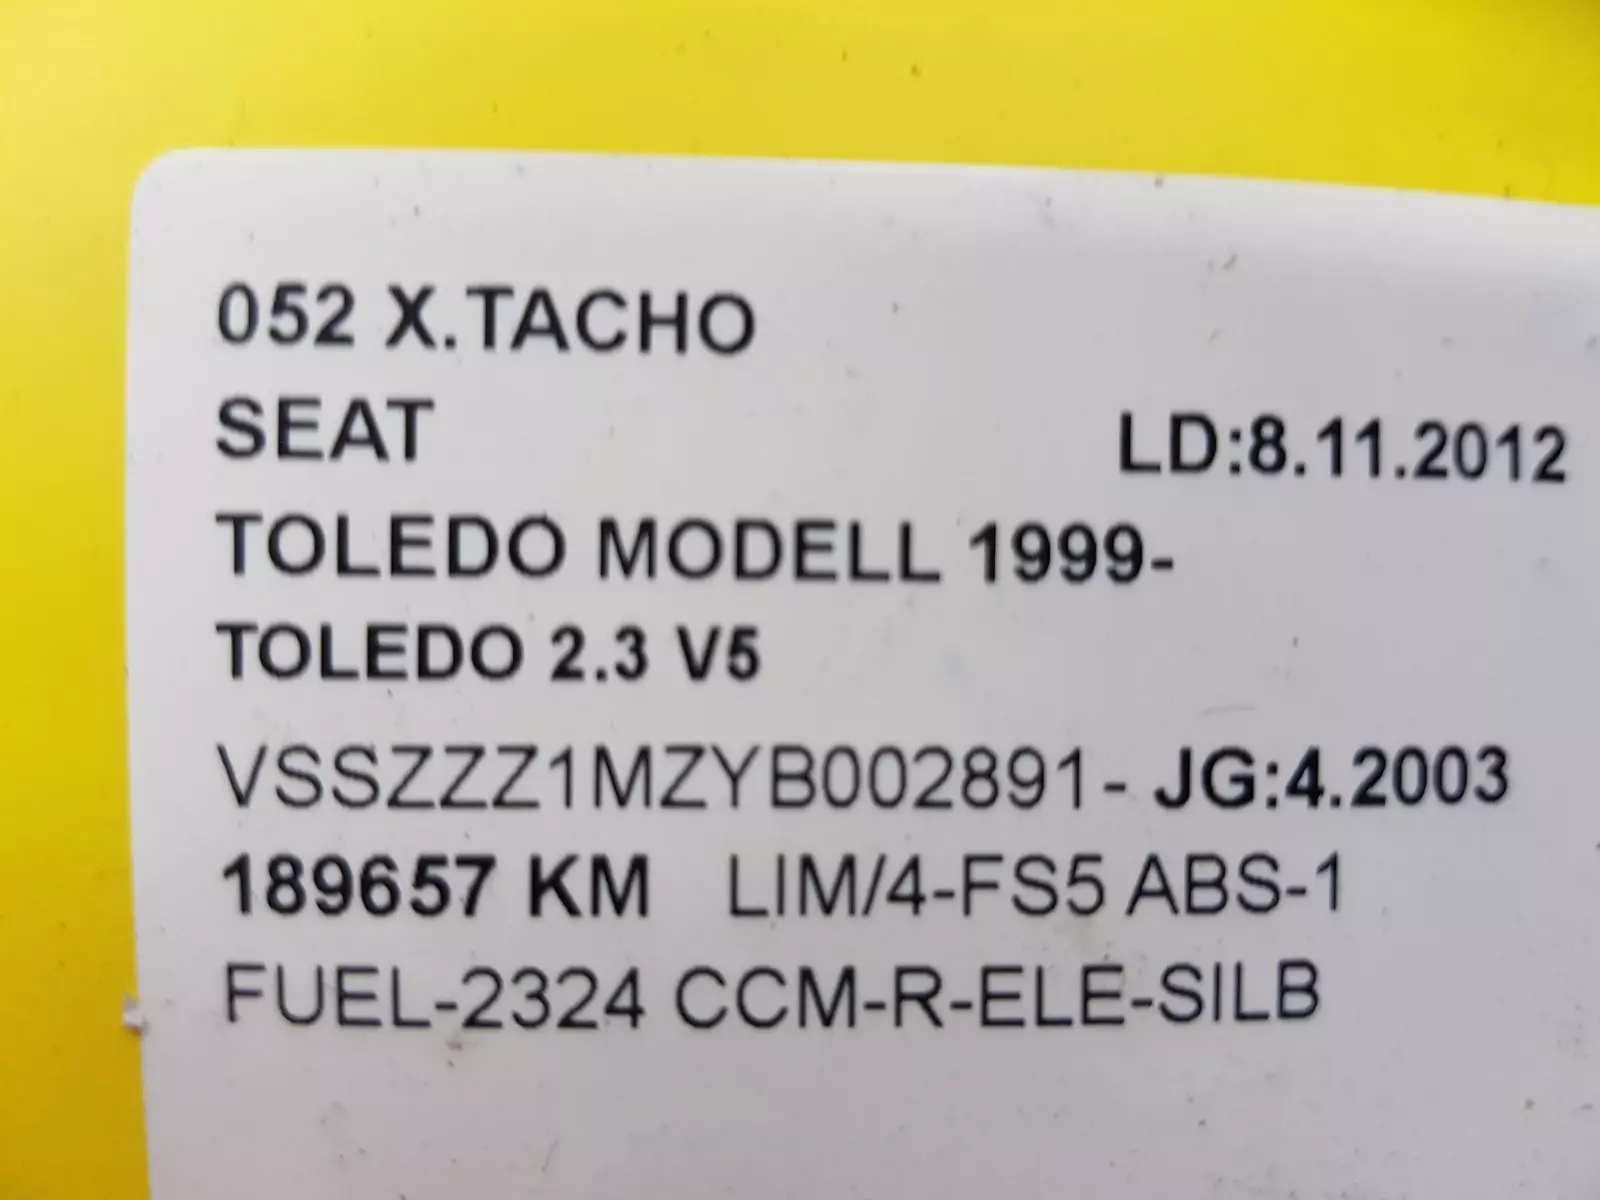 052 X.TACHO
SEAT LD:8.11.2012
TOLEDO MODELL 1999-
TOLEDO 2.3 V5
VSSZZZ1MZYB002891- JG:4.2003
189657 KM LIM/4-FS5 ABS-1
FUEL-2324 CCM-R-ELE-SILB